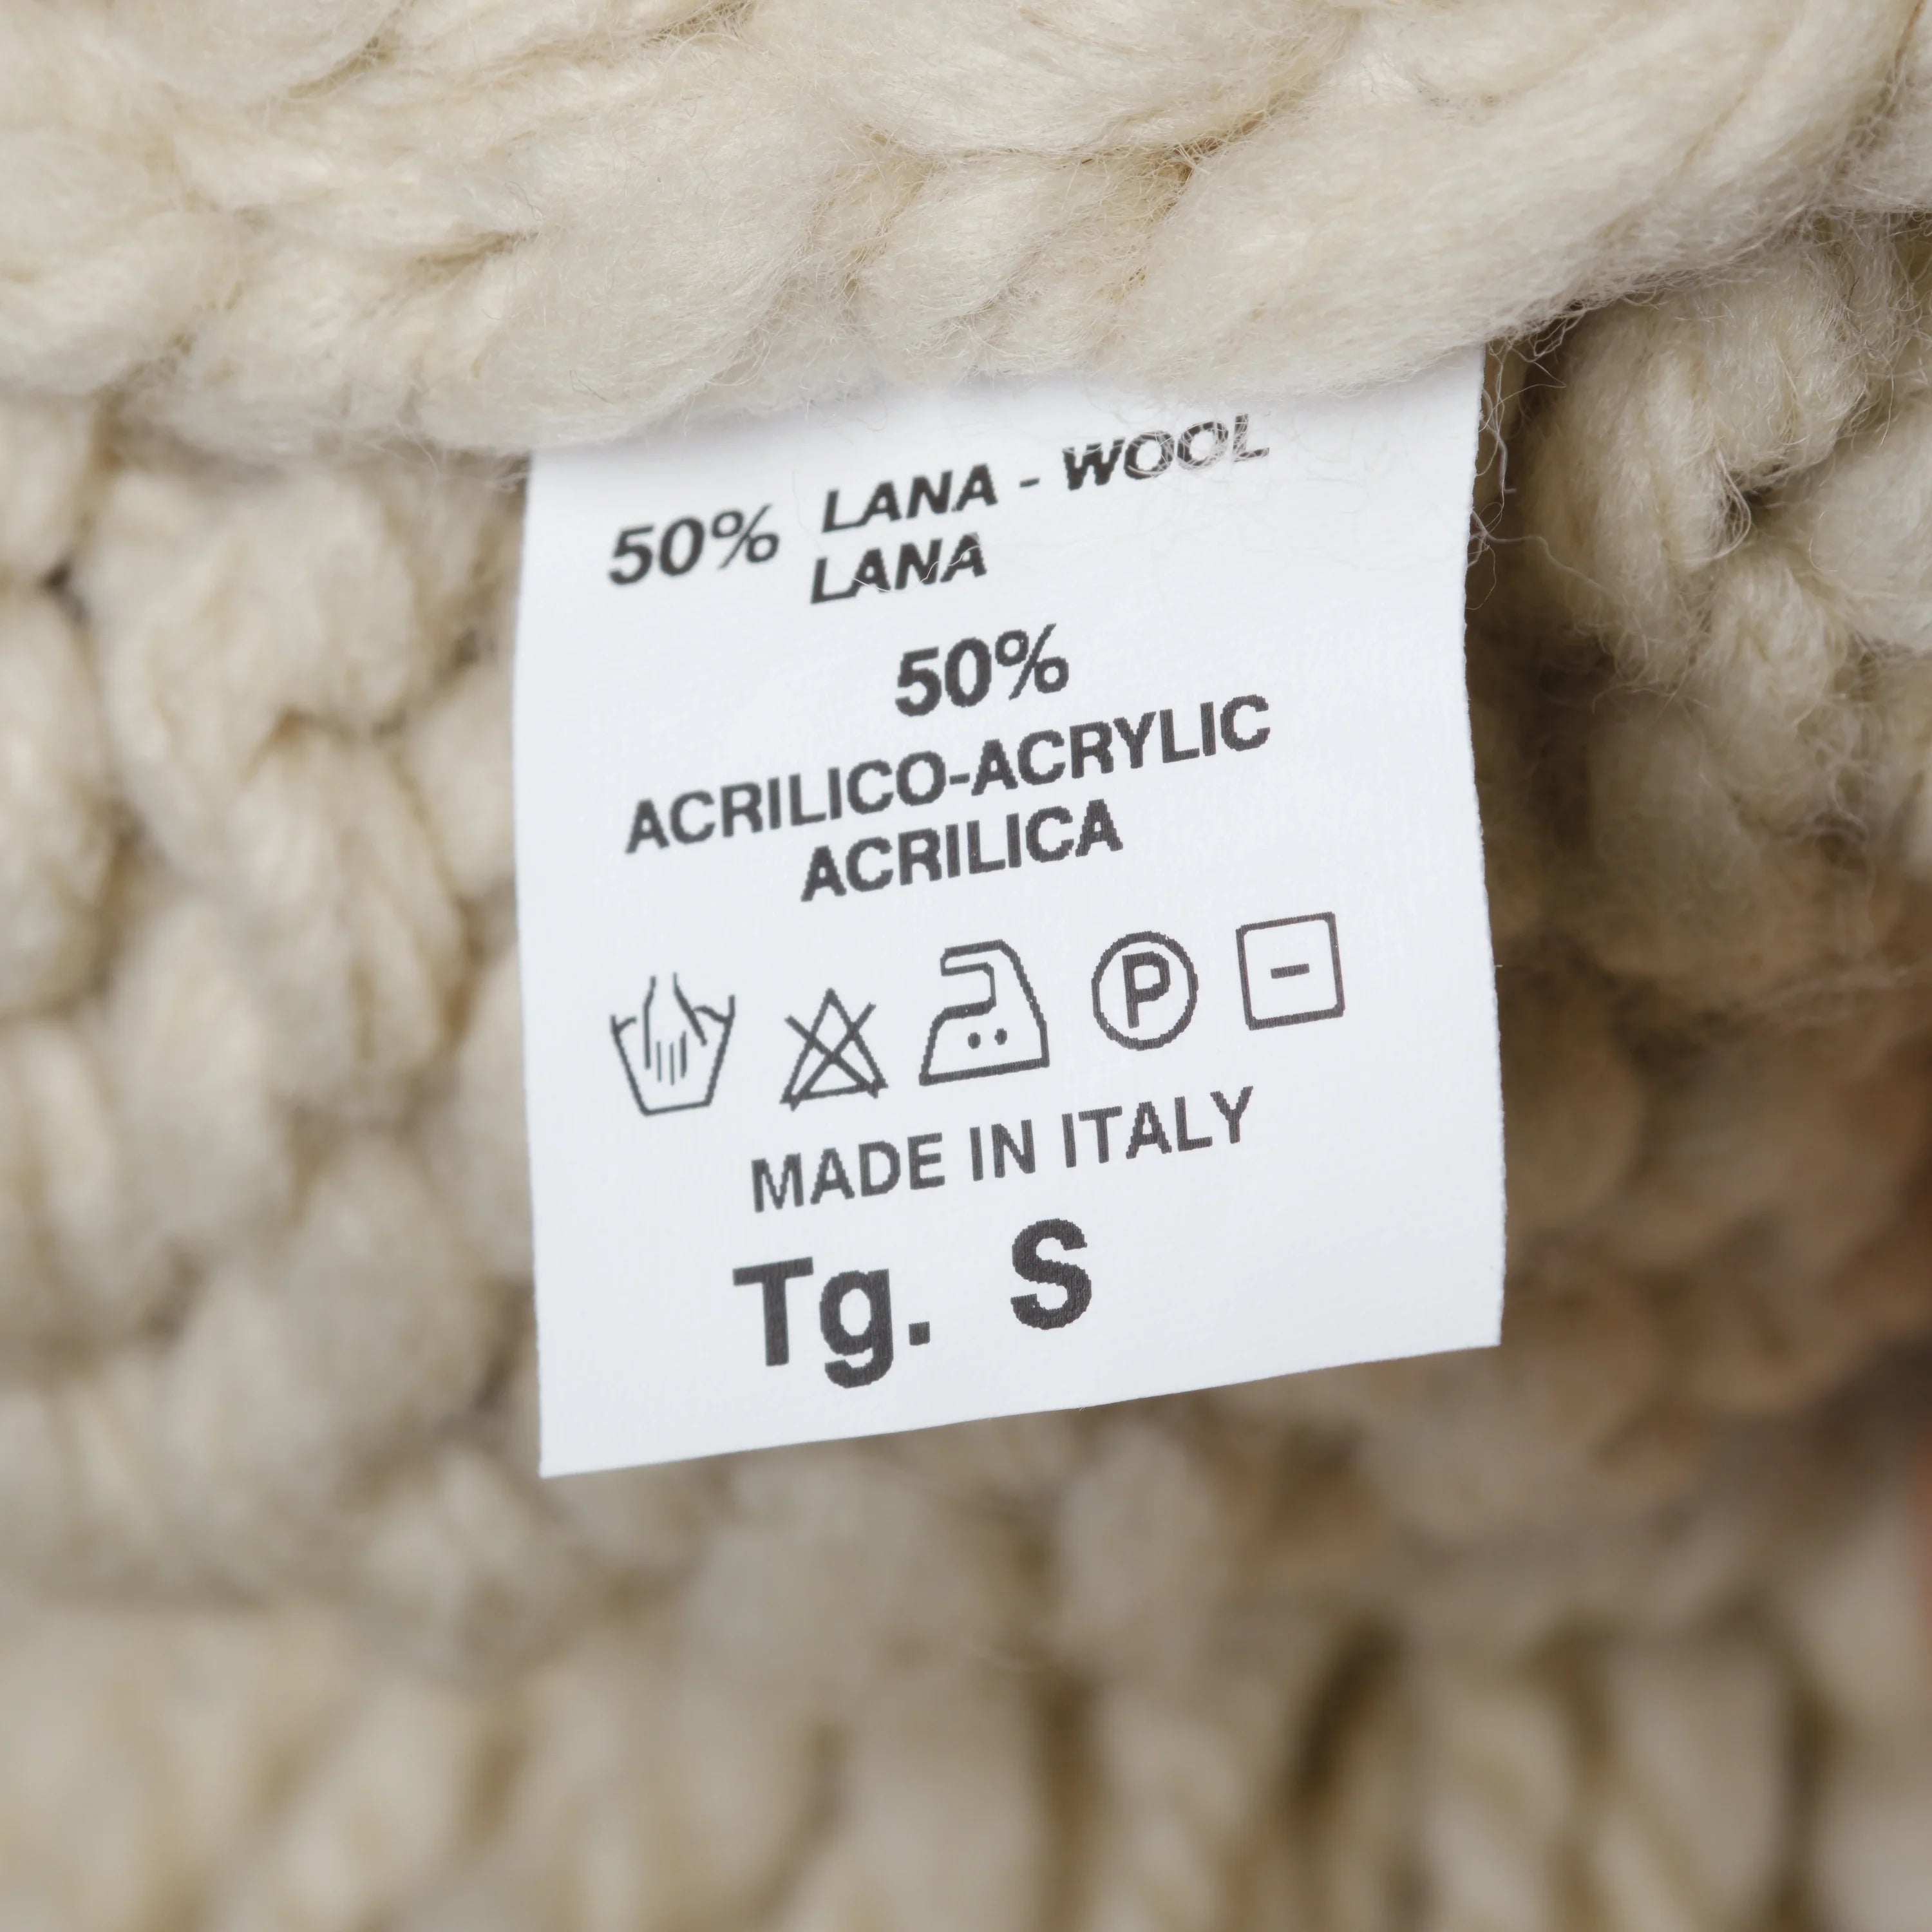 50% LANA - WOOL
LANA
50%
ACRILICO-ACRYLIC
ACRILICA
P
MADE IN ITALY
Tg. S